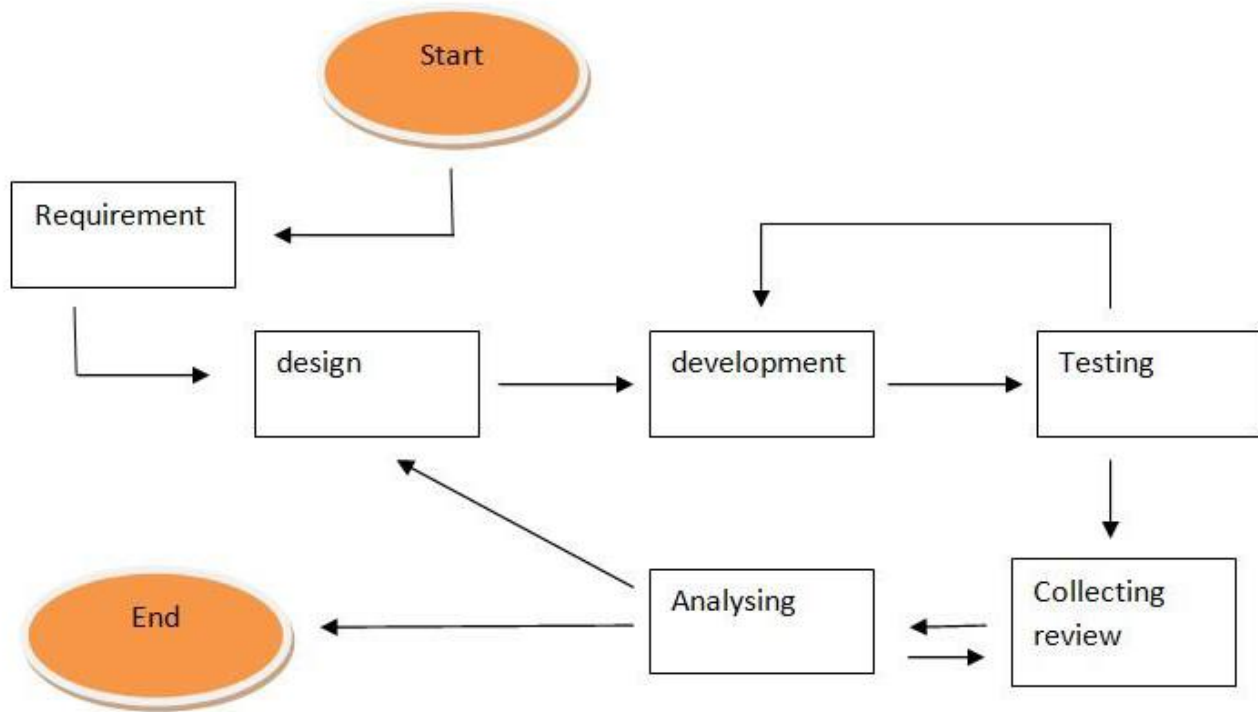 Start
Requirement
design
development
Testing
End
Analysing
Collecting
review